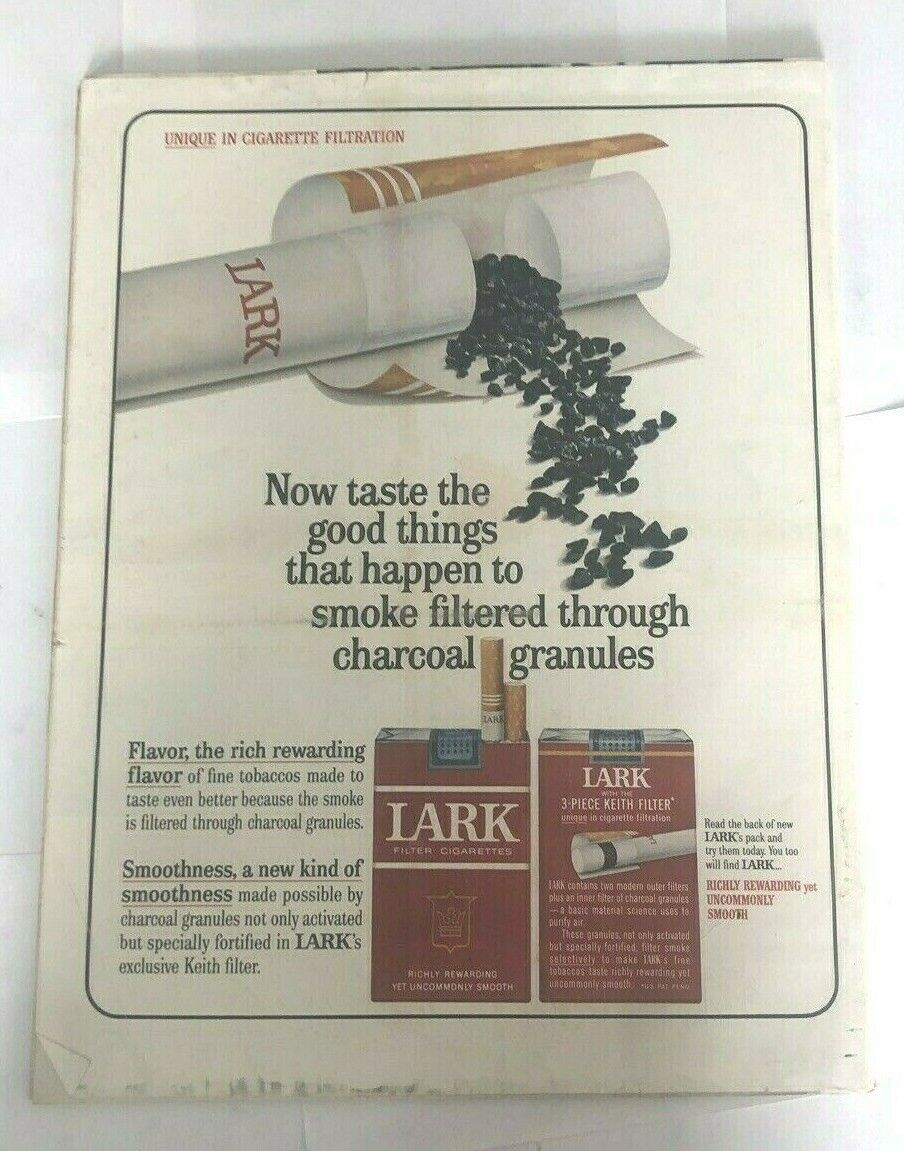 UNIQUE IN CIGARETTE FILTRATION
LARK
Now taste the
good things
that happen to
smoke filtered through
charcoal granules
LARK
Flavor, the rich rewarding
flavor of fine tobaccos made to
taste even better because the smoke
is filtered through charcoal granules.
Smoothness, a new kind of
smoothness made possible by
charcoal granules not only activated
but specially fortified in LARK's
exclusive Keith filter.
LARK
FILTER CIGARETTES
RICHLY REWARDING
YET UNCOMMONLY SMOOTH
LARK
WITH THE
3-PIECE KEITH FILTER*
unique in cigarette filtration
LARK contains two modern outer filters
plus an inner filter of charcoal granules
—a basic material science uses to
purify air.
These granules, not only activated
but specially fortified, filter smoke
selectively to make LARK's fine
tobaccos taste richly rewarding yet
uncommonly smooth. *U.S. PAT. PEND.
Read the back of new
LARK's pack and
try them today. You too
will find LARK...
RICHLY REWARDING yet
UNCOMMONLY
SMOOTH